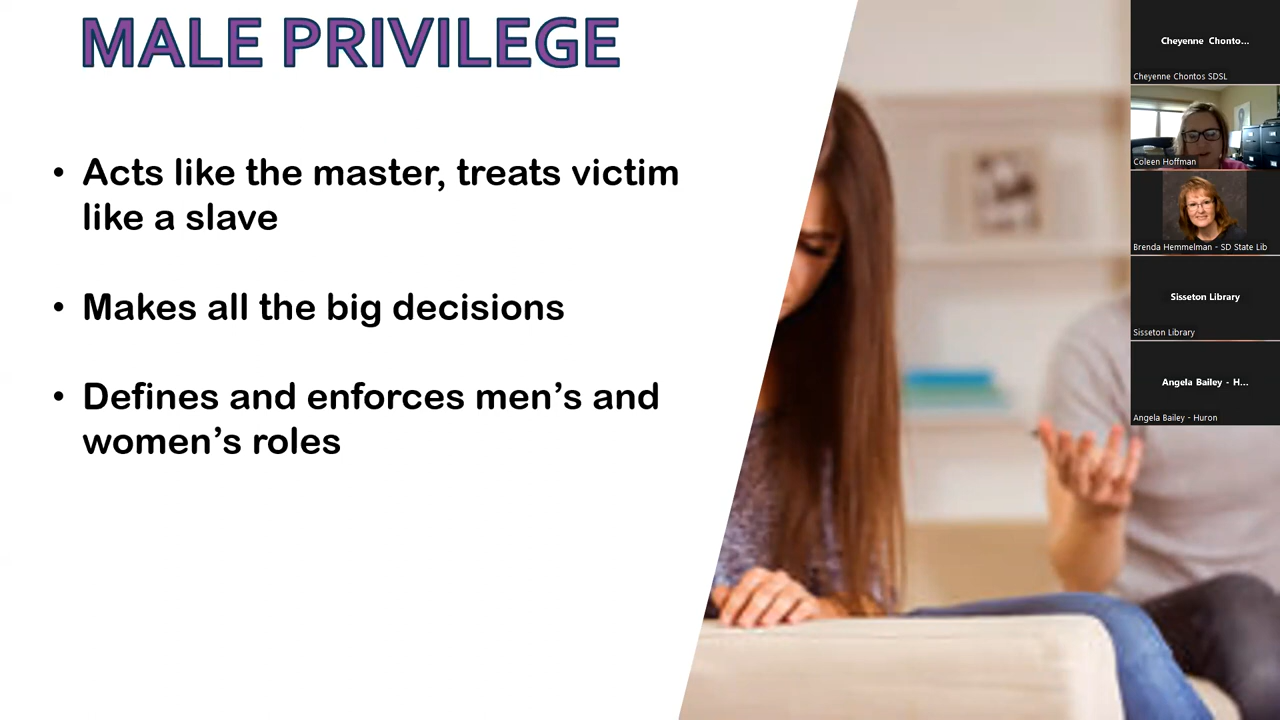 MALE PRIVILEGE
• Acts like the master, treats victim
like a slave
• Makes all the big decisions
• Defines and enforces men’s and
women’s roles
Cheyenne Chonto...
Cheyenne Chontos SDSL
Coleen Hoffman
Brenda Hemmelman - SD State Lib
Sisseton Library
Sisseton Library
Angela Bailey - H...
Angela Bailey - Huron